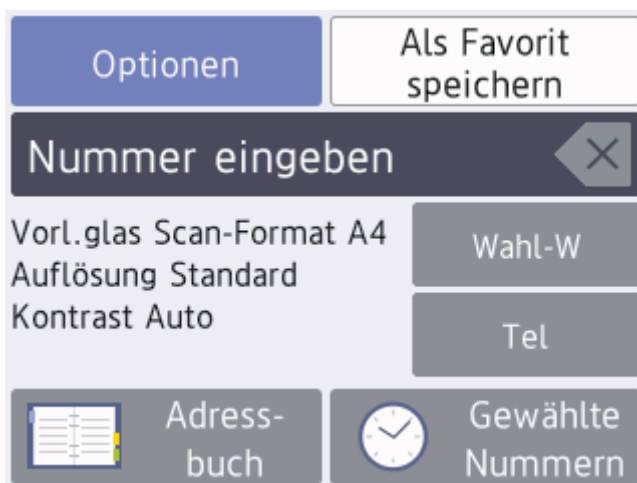 Optionen
Als Favorit
speichern
Nummer eingeben
Vorl.glas Scan-Format A4
Auflösung Standard
Kontrast Auto
Wahl-W
Tel
Adress-
buch
Gewählte
Nummern